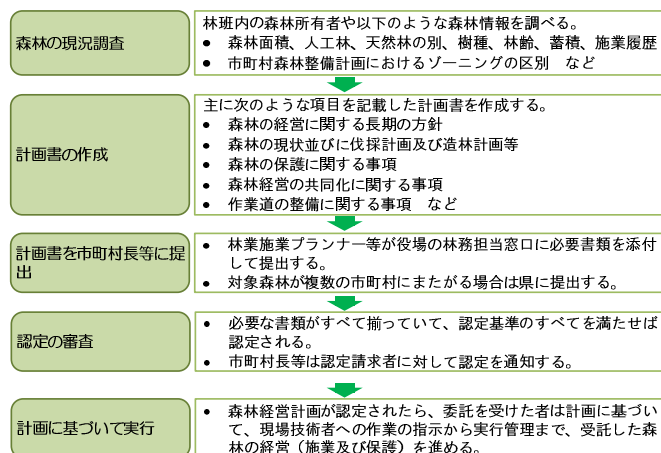 森林の現況調査
林班内の森林所有者や以下のような森林情報を調べる。
● 森林面積、人工林、天然林の別、樹種、林齢、蓄積、施業履歴
● 市町村森林整備計画におけるゾーニングの区別 など
計画書の作成
主に次のような項目を記載した計画書を作成する。
● 森林の経営に関する長期の方針
● 森林の現状並びに伐採計画及び造林計画等
● 森林の保護に関する事項
● 森林経営の共同化に関する事項
● 作業道の整備に関する事項 など
計画書を市町村長等に提
出
● 林業施業プランナー等が役場の林務担当窓口に必要書類を添付
して提出する。
● 対象森林が複数の市町村にまたがる場合は県に提出する。
認定の審査
● 必要な書類がすべて揃っていて、認定基準のすべてを満たせば
認定される。
● 市町村長等は認定請求者に対して認定を通知する。
計画に基づいて実行
● 森林経営計画が認定されたら、委託を受けた者は計画に基づい
て、現場技術者への作業の指示から実行管理まで、受託した森
林の経営（施業及び保護）を進める。